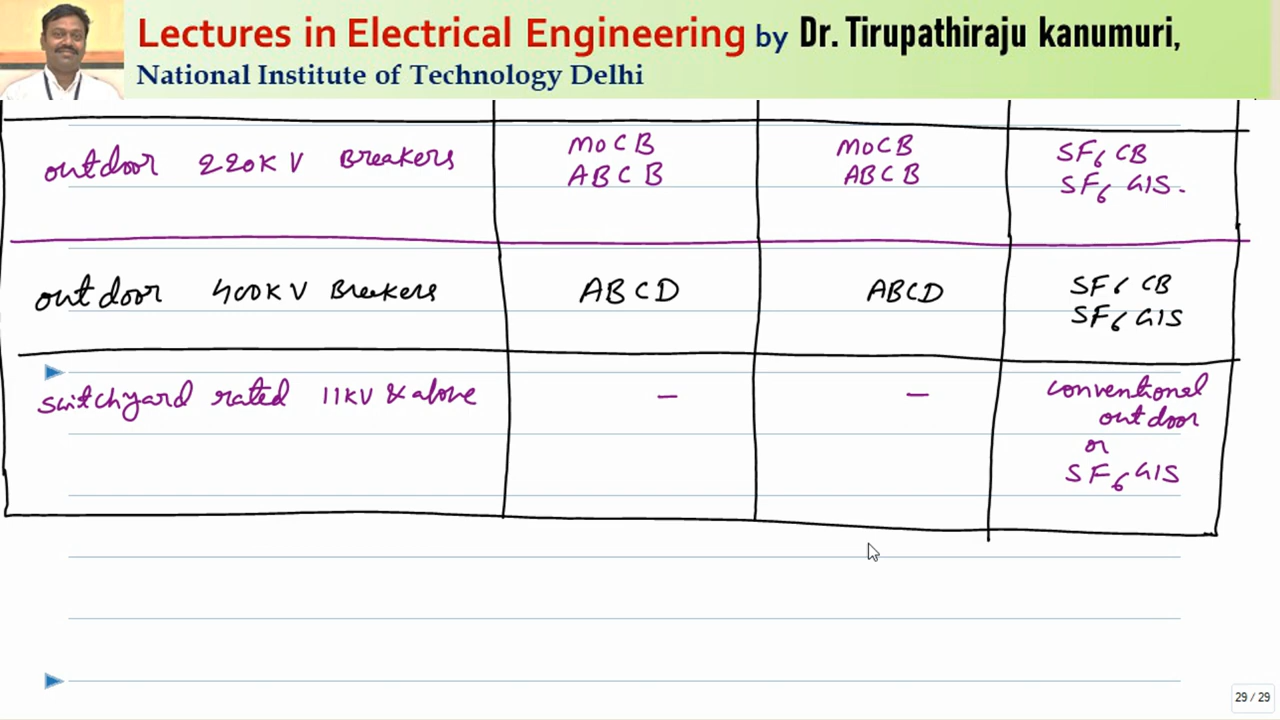 Lectures in Electrical Engineering by Dr. Tirupathiraju kanumuri,
National Institute of Technology Delhi
outdoor 220KV Breakers
MOCB
ABCB
MOCB
ABCB
SF6 CB
SF6 GIS.
outdoor 400KV Breakers
ABCD
ABCD
SF6 CB
SF6 GIS
switchyard rated 11KV & above
-
-
conventional
outdoor
or
SF6 GIS
29 / 29